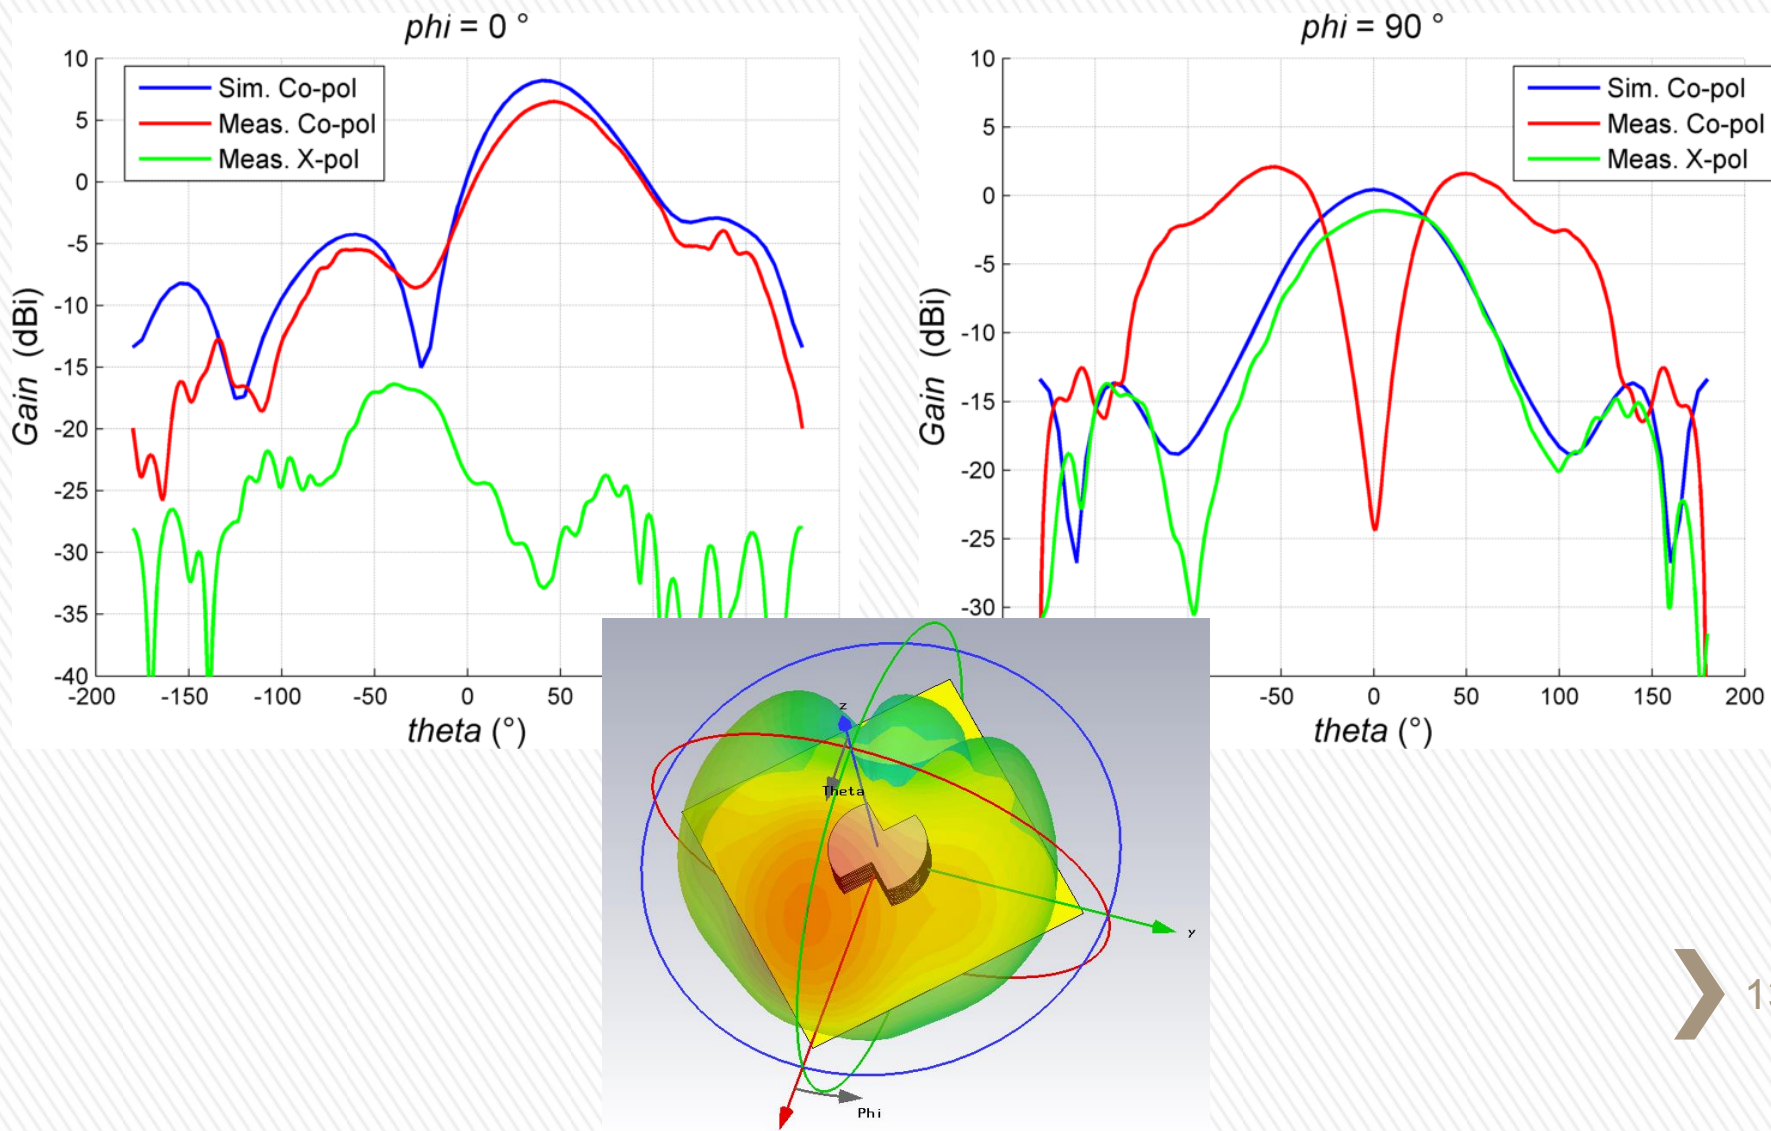 phi = 0 °
10
5
0
-5
-10
-15
-20
-25
-30
-35
-40
Gain (dBi)
Sim. Co-pol
Meas. Co-pol
Meas. X-pol
-200 -150 -100 -50 0 50
theta (°)
phi = 90 °
10
5
0
-5
-10
-15
-20
-25
-30
Gain (dBi)
Sim. Co-pol
Meas. Co-pol
Meas. X-pol
-50 0 50 100 150 200
theta (°)
z
Theta
y
Phi